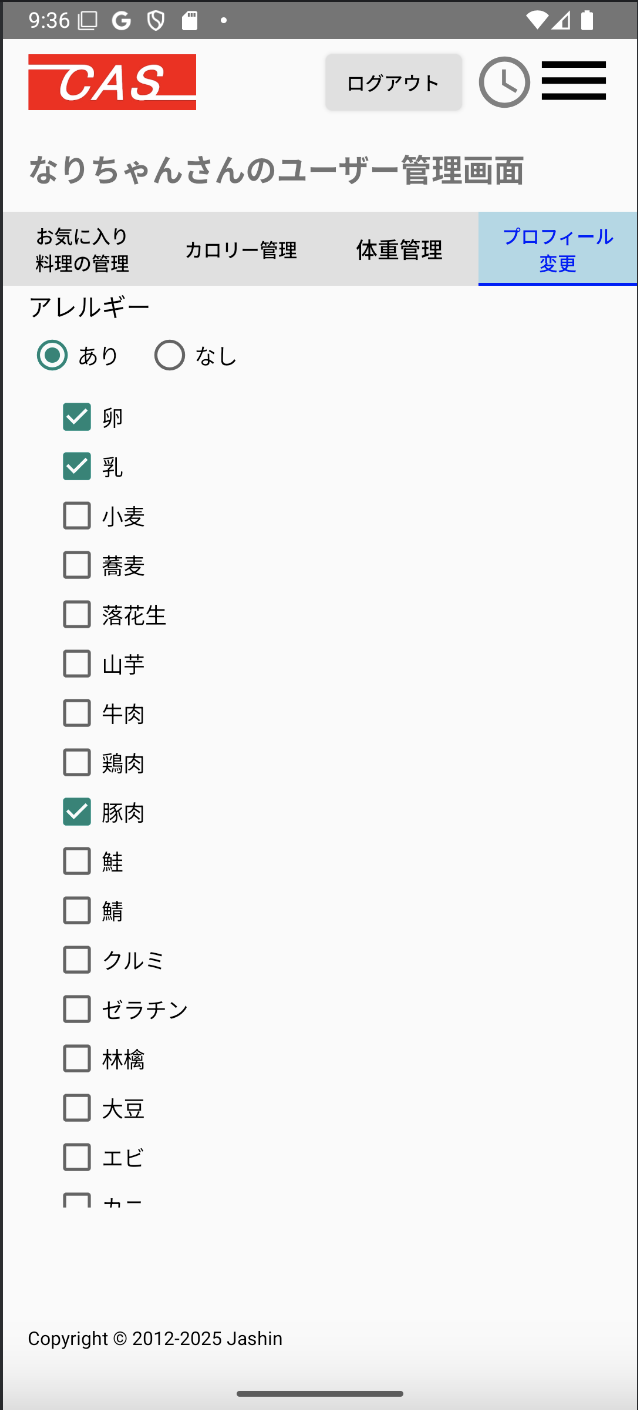 9:36
CAS
ログアウト
なりちゃんさんのユーザー管理画面
お気に入り
料理の管理
カロリー管理
体重管理
プロフィール
変更
アレルギー
あり
なし
卵
乳
小麦
蕎麦
落花生
山芋
牛肉
鶏肉
豚肉
鮭
鯖
クルミ
ゼラチン
林檎
大豆
エビ
Copyright © 2012-2025 Jashin